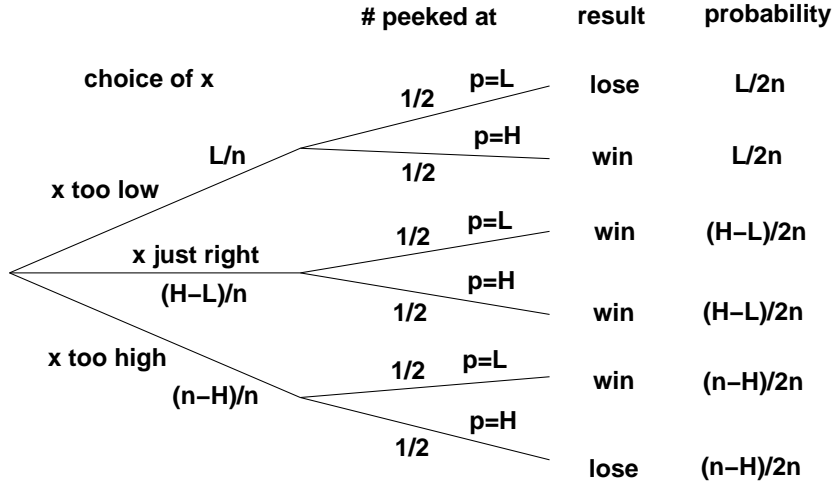 # peeked at result probability
choice of x
1/2 p=L lose L/2n
L/n
p=H
1/2 win L/2n
x too low
1/2 p=L win (H−L)/2n
x just right
(H−L)/n
p=H
1/2 win (H−L)/2n
x too high
1/2 p=L win (n−H)/2n
(n−H)/n
p=H
1/2
lose (n−H)/2n